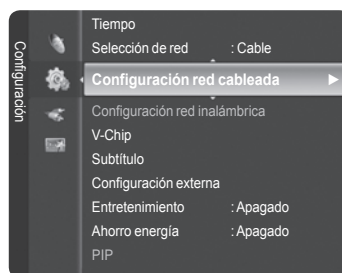 Configuración
Tiempo
Selección de red : Cable
Configuración red cableada
Configuración red inalámbrica
V-Chip
Subtítulo
Configuración externa
Entretenimiento : Apagado
Ahorro energía : Apagado
PIP